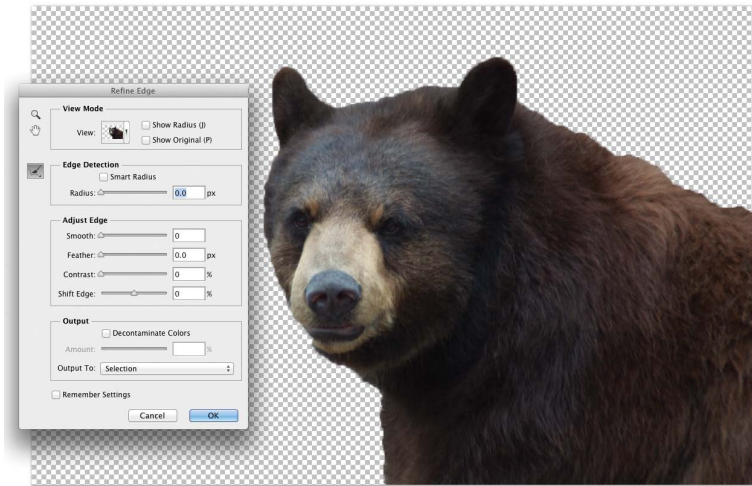 Refine Edge
View Mode
View:
Show Radius (J)
Show Original (P)
Edge Detection
Smart Radius
Radius: 0.0 px
Adjust Edge
Smooth: 0
Feather: 0.0 px
Contrast: 0 %
Shift Edge: 0 %
Output
Decontaminate Colors
Amount: %
Output To: Selection
Remember Settings
Cancel OK